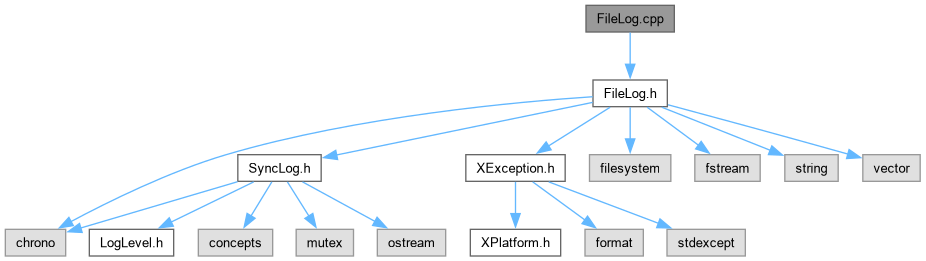 FileLog.cpp
FileLog.h
SyncLog.h
XException.h
filesystem
fstream
string
vector
chrono
LogLevel.h
concepts
mutex
ostream
XPlatform.h
format
stdexcept